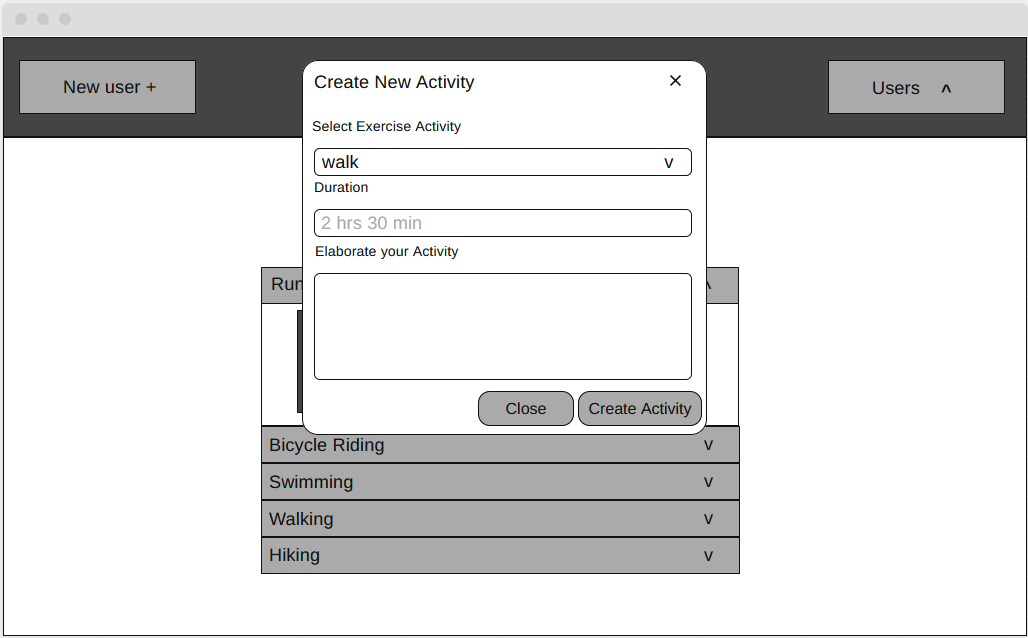 New user +
Users ^
Create New Activity ×
Select Exercise Activity
walk v
Duration
2 hrs 30 min
Elaborate your Activity
Run ^
Close
Create Activity
Bicycle Riding v
Swimming v
Walking v
Hiking v